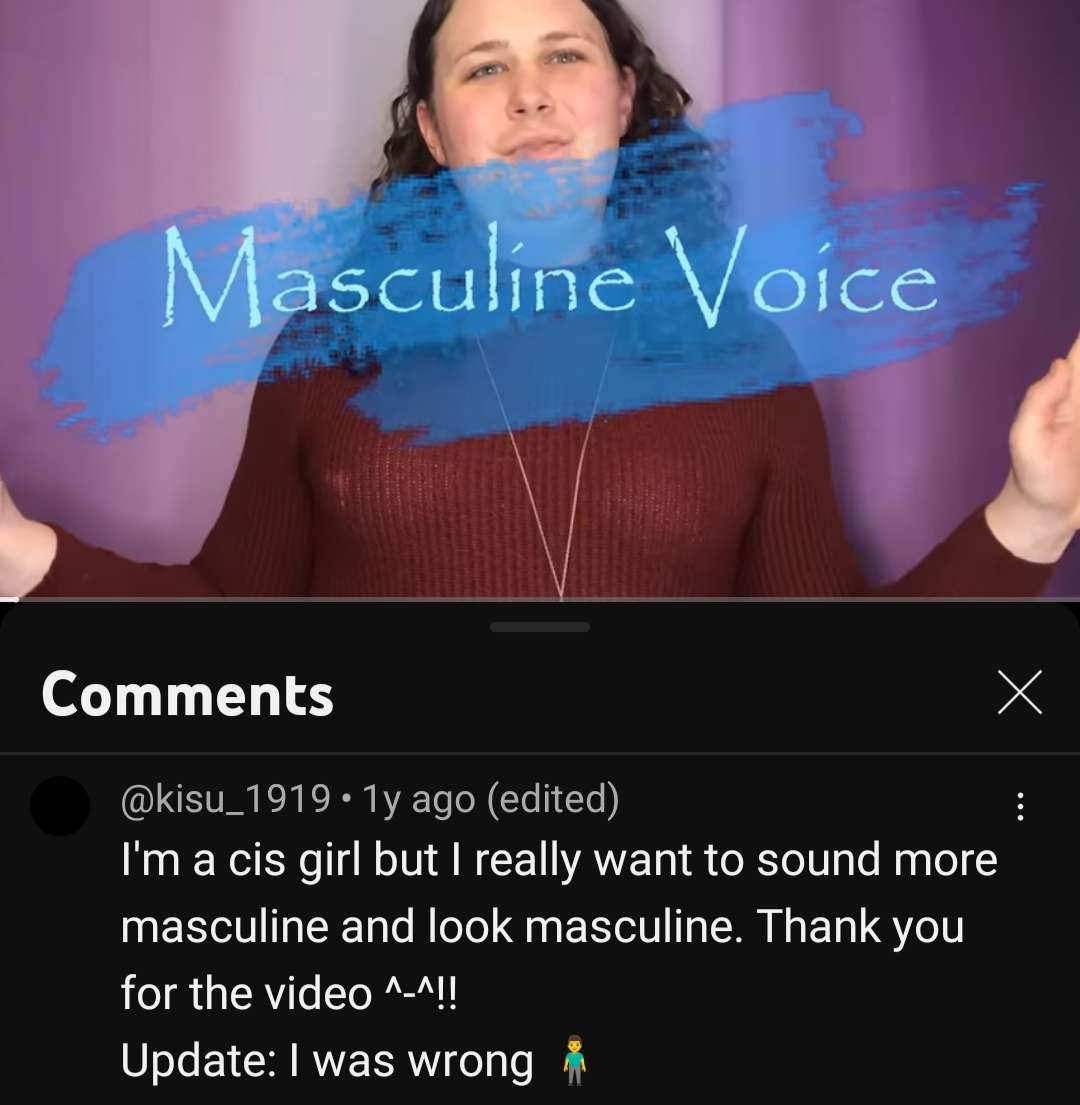 Masculine Voice
Comments
@kisu_1919 • 1y ago (edited)
I'm a cis girl but I really want to sound more
masculine and look masculine. Thank you
for the video ^-^!!
Update: I was wrong 🧍‍♂️